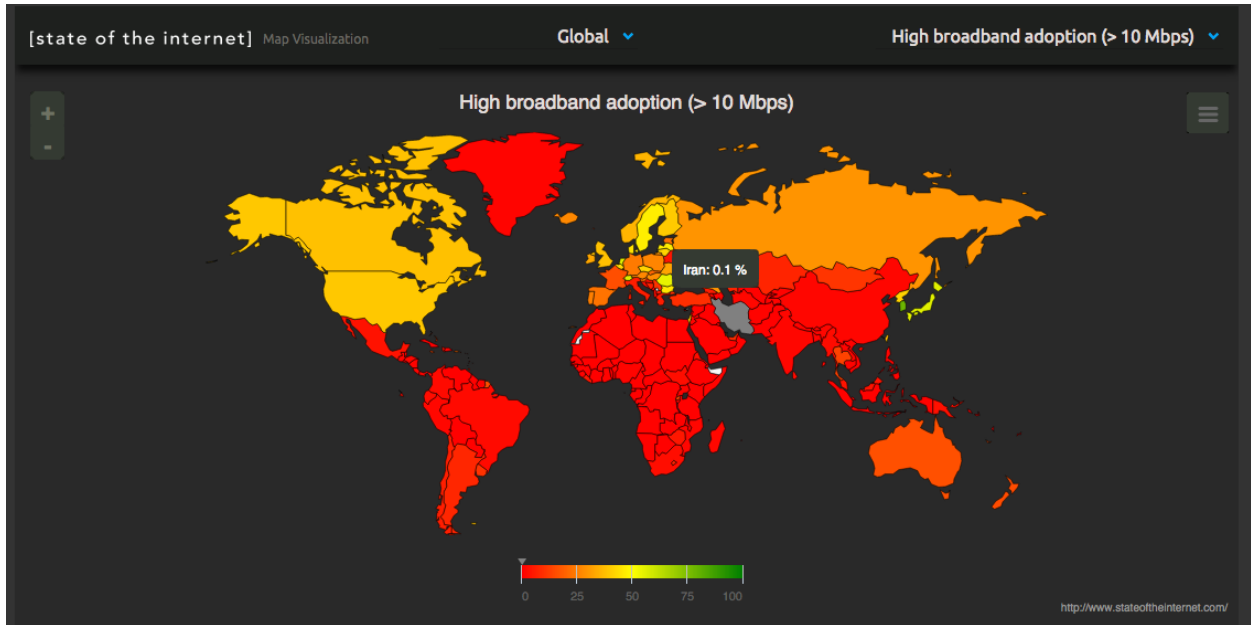 [state of the internet] Map Visualization Global High broadband adoption (> 10 Mbps)
+
-
High broadband adoption (> 10 Mbps)
Iran: 0.1 %
0 25 50 75 100
http://www.stateoftheinternet.com/